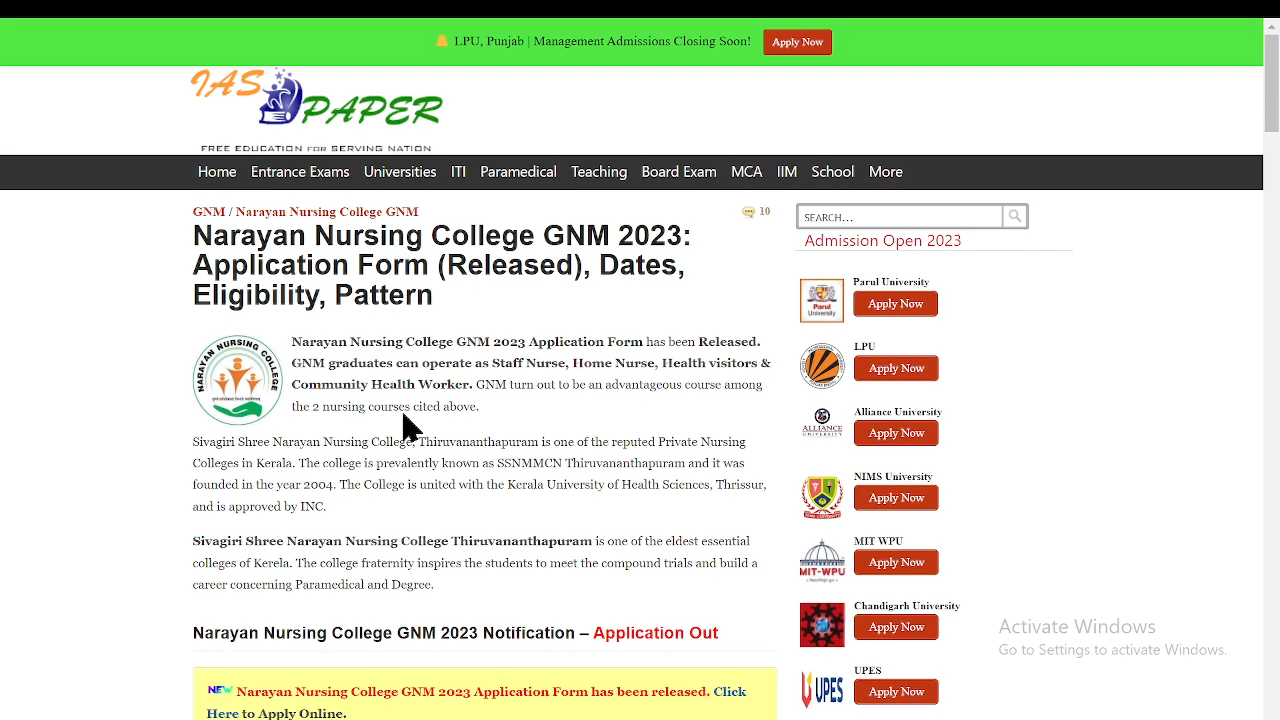 LPU, Punjab | Management Admissions Closing Soon! Apply Now
IAS PAPER
FREE EDUCATION FOR SERVING NATION
Home Entrance Exams Universities ITI Paramedical Teaching Board Exam MCA IIM School More
GNM / Narayan Nursing College GNM 10
Narayan Nursing College GNM 2023:
Application Form (Released), Dates,
Eligibility, Pattern
NARAYAN NURSING COLLEGE
Narayan Nursing College GNM 2023 Application Form has been Released.
GNM graduates can operate as Staff Nurse, Home Nurse, Health visitors &
Community Health Worker. GNM turn out to be an advantageous course among
the 2 nursing courses cited above.
Sivagiri Shree Narayan Nursing College, Thiruvananthapuram is one of the reputed Private Nursing
Colleges in Kerala. The college is prevalently known as SSNMMCN Thiruvananthapuram and it was
founded in the year 2004. The College is united with the Kerala University of Health Sciences, Thrissur,
and is approved by INC.
Sivagiri Shree Narayan Nursing College Thiruvananthapuram is one of the eldest essential
colleges of Kerala. The college fraternity inspires the students to meet the compound trials and build a
career concerning Paramedical and Degree.
Narayan Nursing College GNM 2023 Notification – Application Out
NEW Narayan Nursing College GNM 2023 Application Form has been released. Click
Here to Apply Online.
SEARCH...
Admission Open 2023
Parul University
Parul University
Apply Now
LPU
Apply Now
Alliance University
ALLIANCE UNIVERSITY
Apply Now
NIMS University
Apply Now
MIT WPU
MIT-WPU
Apply Now
Chandigarh University
Apply Now
UPES
UPES
Apply Now
Activate Windows
Go to Settings to activate Windows.